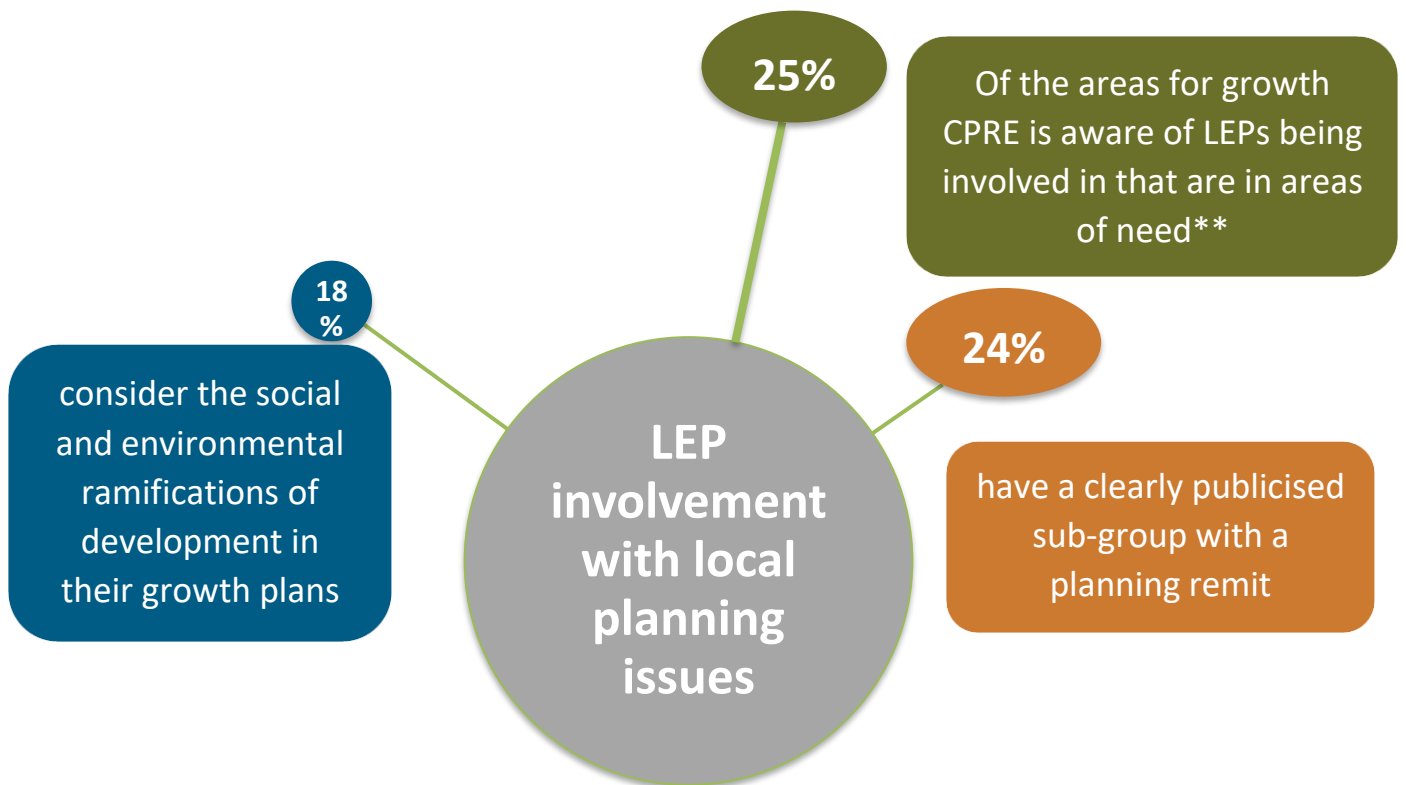 25%
Of the areas for growth
CPRE is aware of LEPs being
involved in that are in areas
of need**
18
%
consider the social
and environmental
ramifications of
development in
their growth plans
24%
have a clearly publicised
sub-group with a
planning remit
LEP
involvement
with local
planning
issues